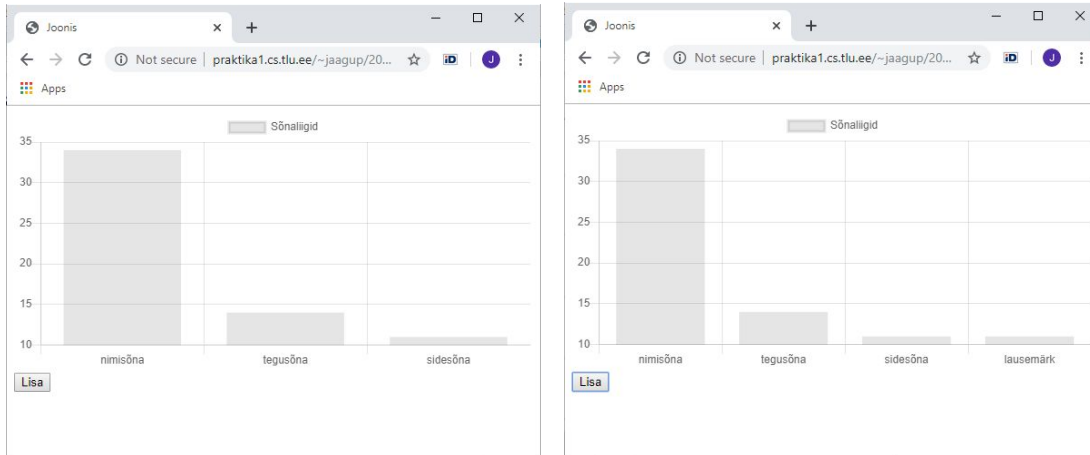 Joonis
Not secure | praktika1.cs.tlu.ee/~jaagup/20...
iD
J
Apps
Sõnaliigid
35
30
25
20
15
10
nimisõna
tegusõna
sidesõna
Lisa
Joonis
Not secure | praktika1.cs.tlu.ee/~jaagup/20...
iD
J
Apps
Sõnaliigid
35
30
25
20
15
10
nimisõna
tegusõna
sidesõna
lausemärk
Lisa